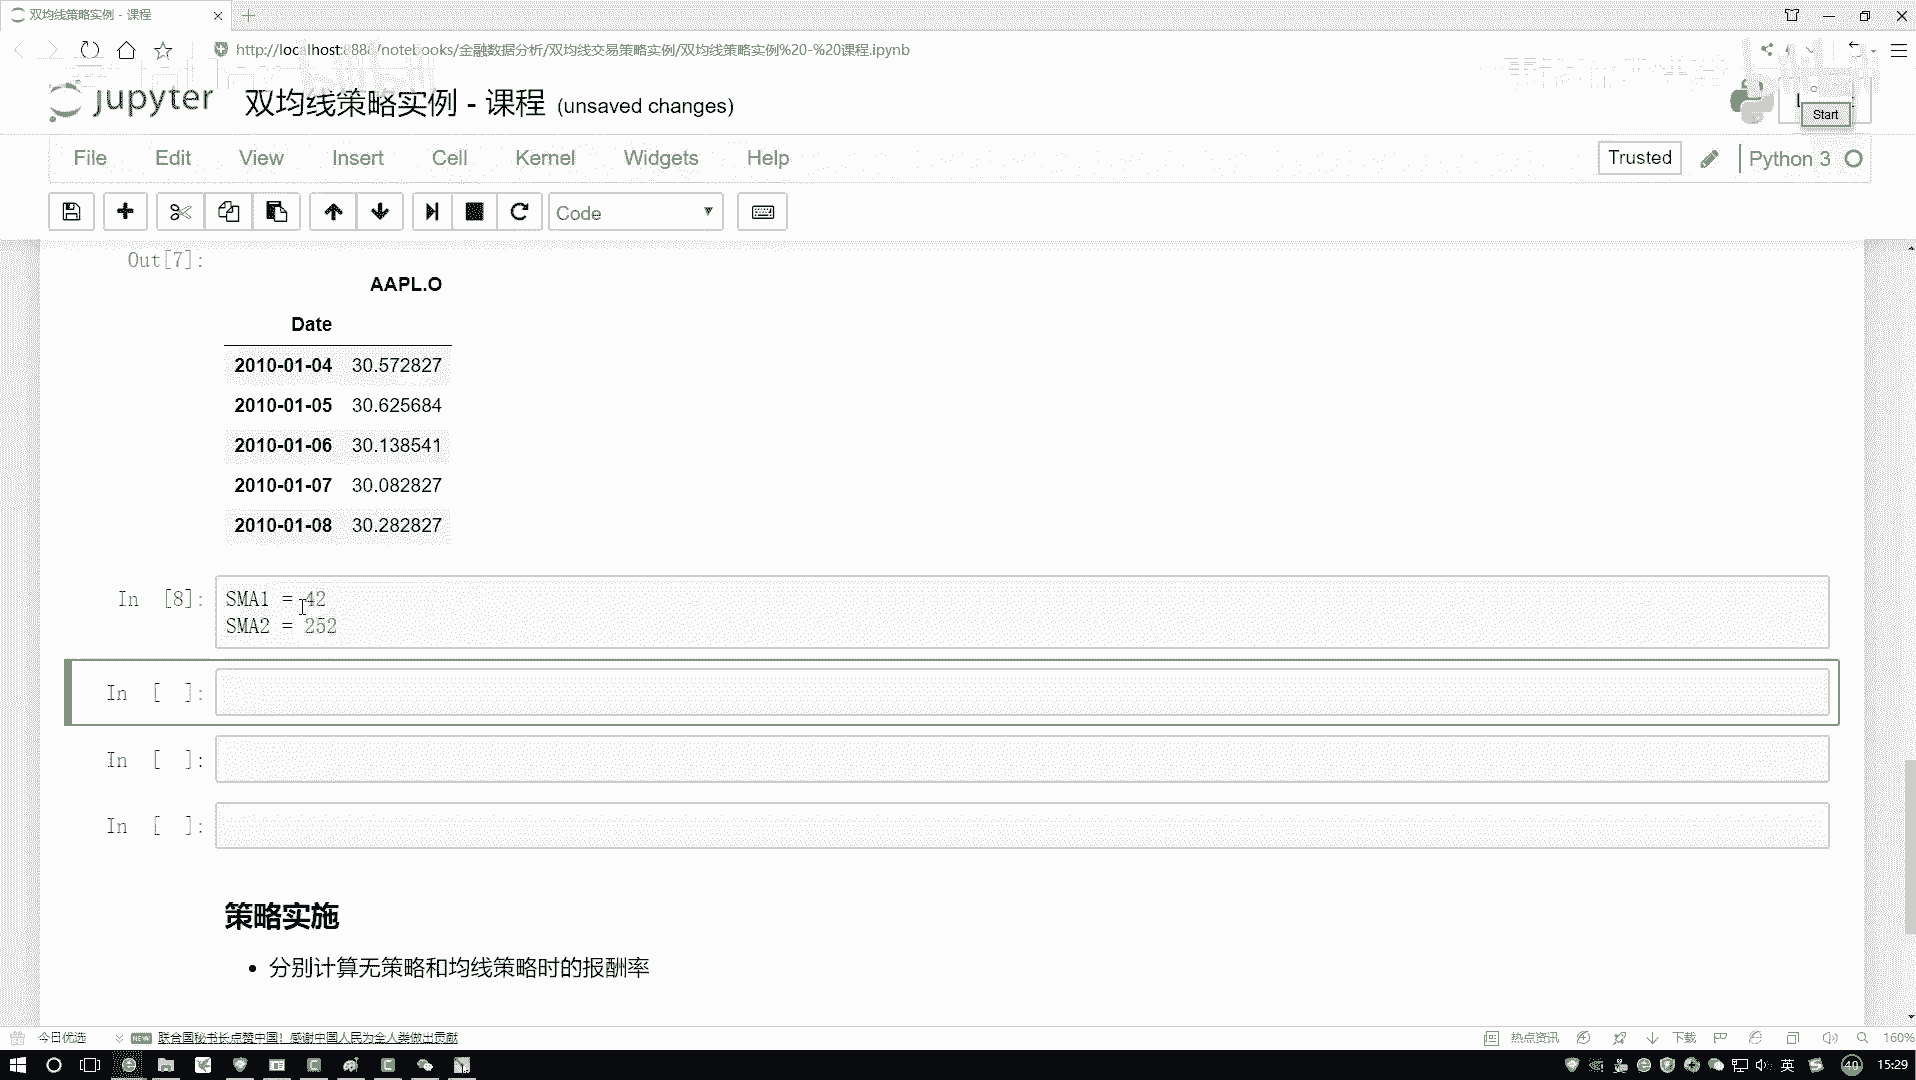 双均线策略实例 - 课程
http://localhost:888/notebooks/金融数据分析/双均线交易策略实例/双均线策略实例%20-%20课程.ipynb
jupyter 双均线策略实例 - 课程 (unsaved changes)
Start
File Edit View Insert Cell Kernel Widgets Help
Trusted
Python 3
Code
Out[7]:
AAPL.O
Date
2010-01-04 30.572827
2010-01-05 30.625684
2010-01-06 30.138541
2010-01-07 30.082827
2010-01-08 30.282827
In [8]: SMA1 = 42
SMA2 = 252
In [ ]:
In [ ]:
In [ ]:
策略实施
• 分别计算无策略和均线策略时的报酬率
今日优选 NEW 联合国秘书长点赞中国！感谢中国人民为全人类做出贡献 热点资讯 下载 160%
英 40 15:29